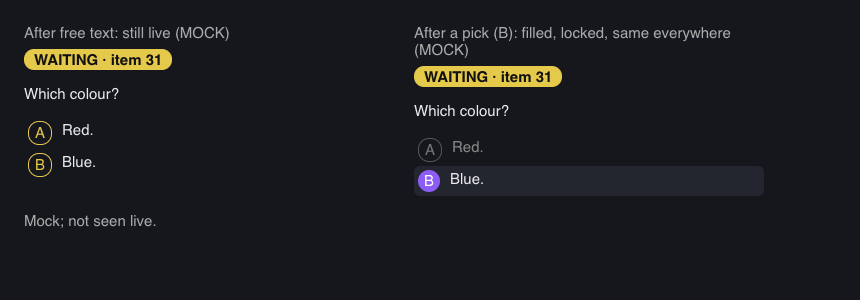 After free text: still live (MOCK)
WAITING · item 31
Which colour?
A Red.
B Blue.
Mock; not seen live.
After a pick (B): filled, locked, same everywhere
(MOCK)
WAITING · item 31
Which colour?
A Red.
B Blue.